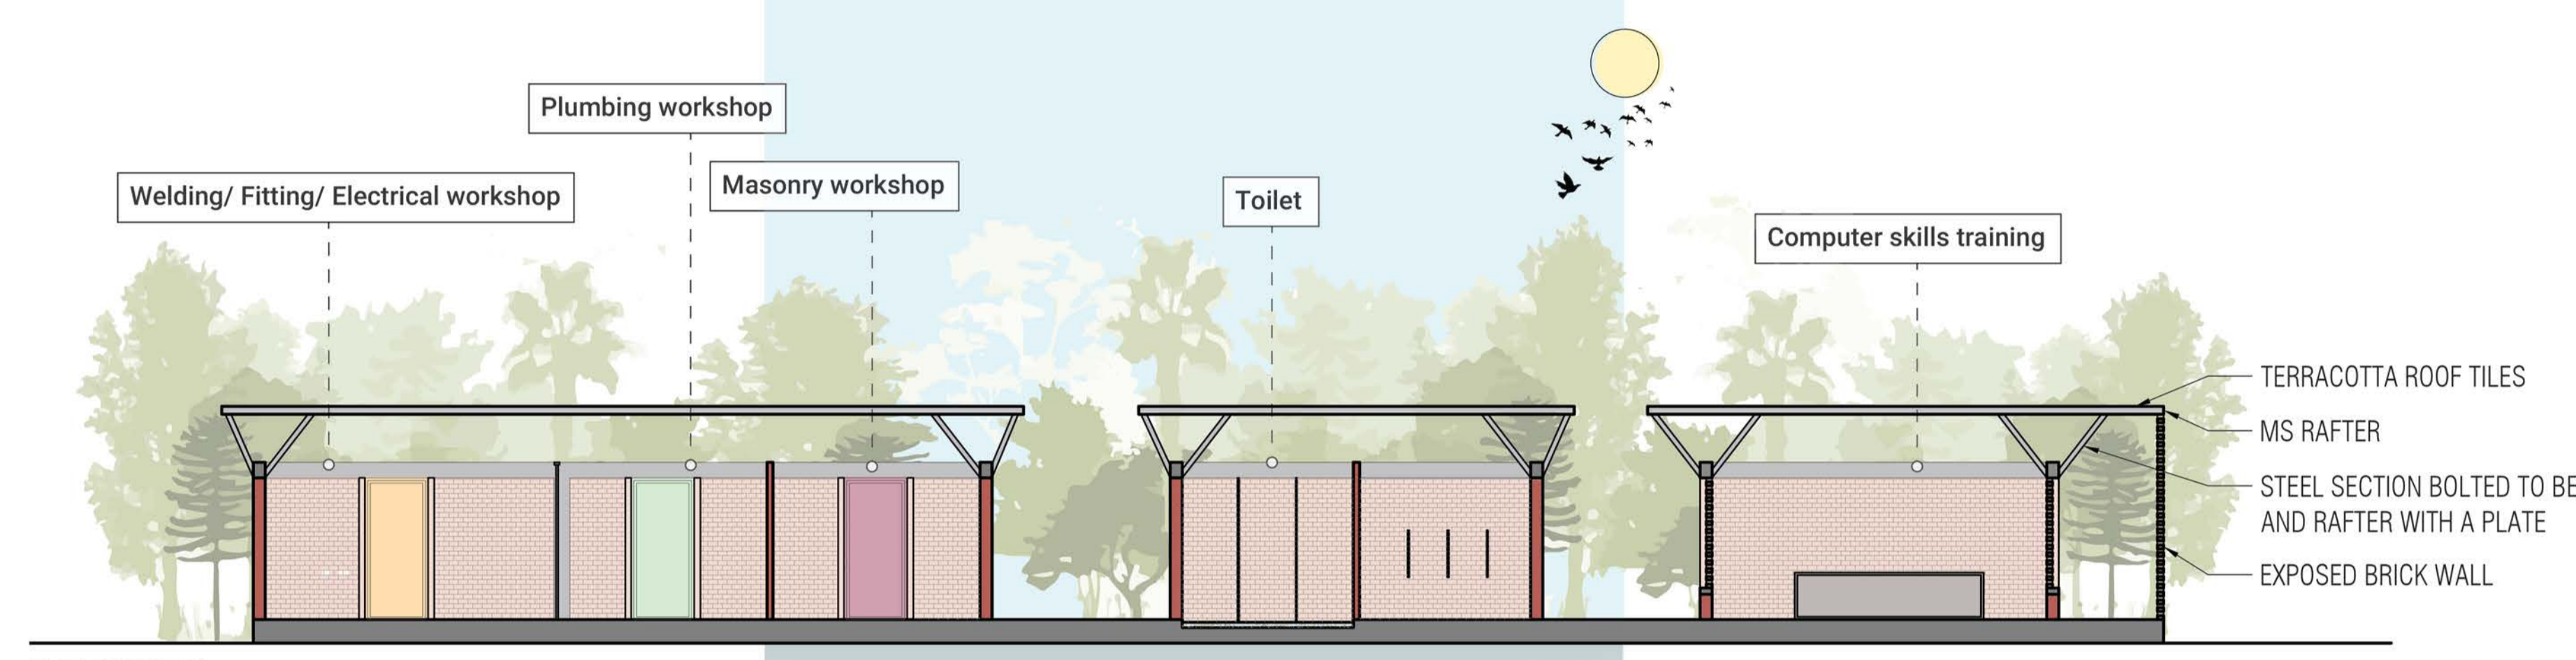 Plumbing workshop
Masonry workshop
Welding/ Fitting/ Electrical workshop
Toilet
Computer skills training
TERRACOTTA ROOF TILES
MS RAFTER
STEEL SECTION BOLTED TO BE
AND RAFTER WITH A PLATE
EXPOSED BRICK WALL